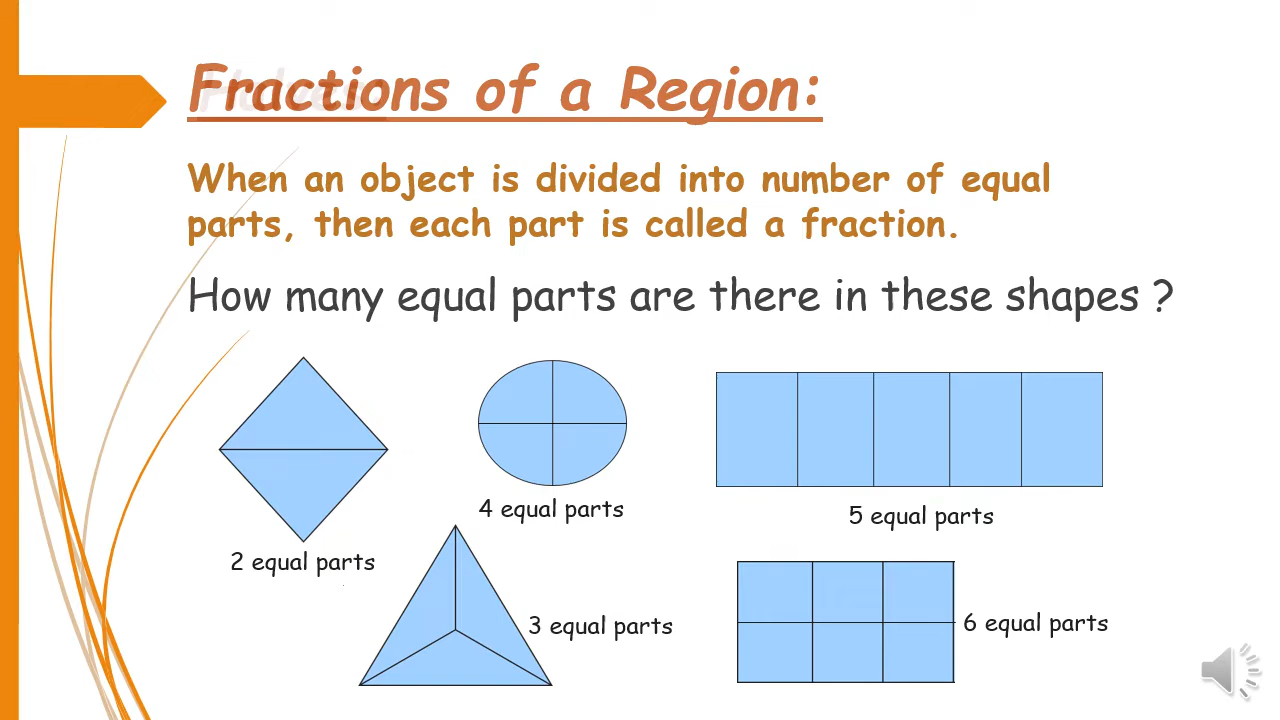 Fractions of a Region:
When an object is divided into number of equal
parts, then each part is called a fraction.
How many equal parts are there in these shapes ?
4 equal parts
5 equal parts
2 equal parts
3 equal parts
6 equal parts